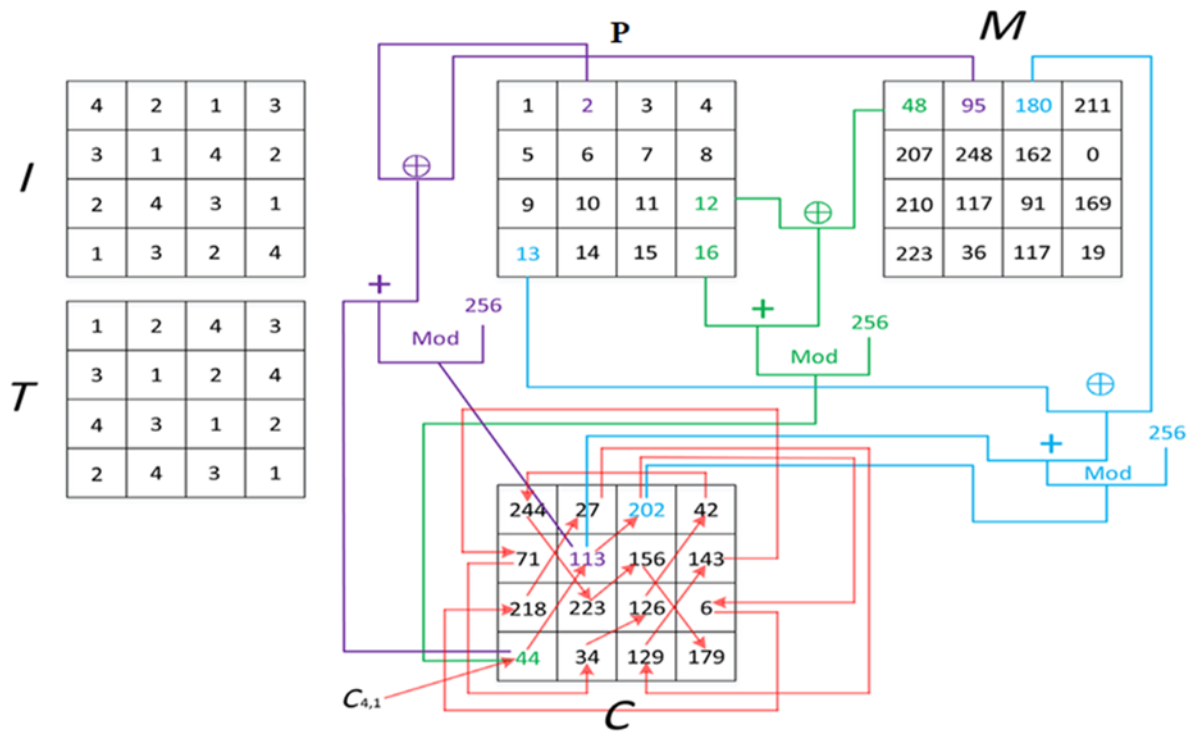 P
M
I
4 2 1 3
3 1 4 2
2 4 3 1
1 3 2 4
T
1 2 4 3
3 1 2 4
4 3 1 2
2 4 3 1
1 2 3 4
5 6 7 8
9 10 11 12
13 14 15 16
48 95 180 211
207 248 162 0
210 117 91 169
223 36 117 19
⊕
⊕
+
256
Mod
+
256
Mod
⊕
+
256
Mod
244 27 202 42
71 113 156 143
218 223 126 6
44 34 129 179
C4,1
C